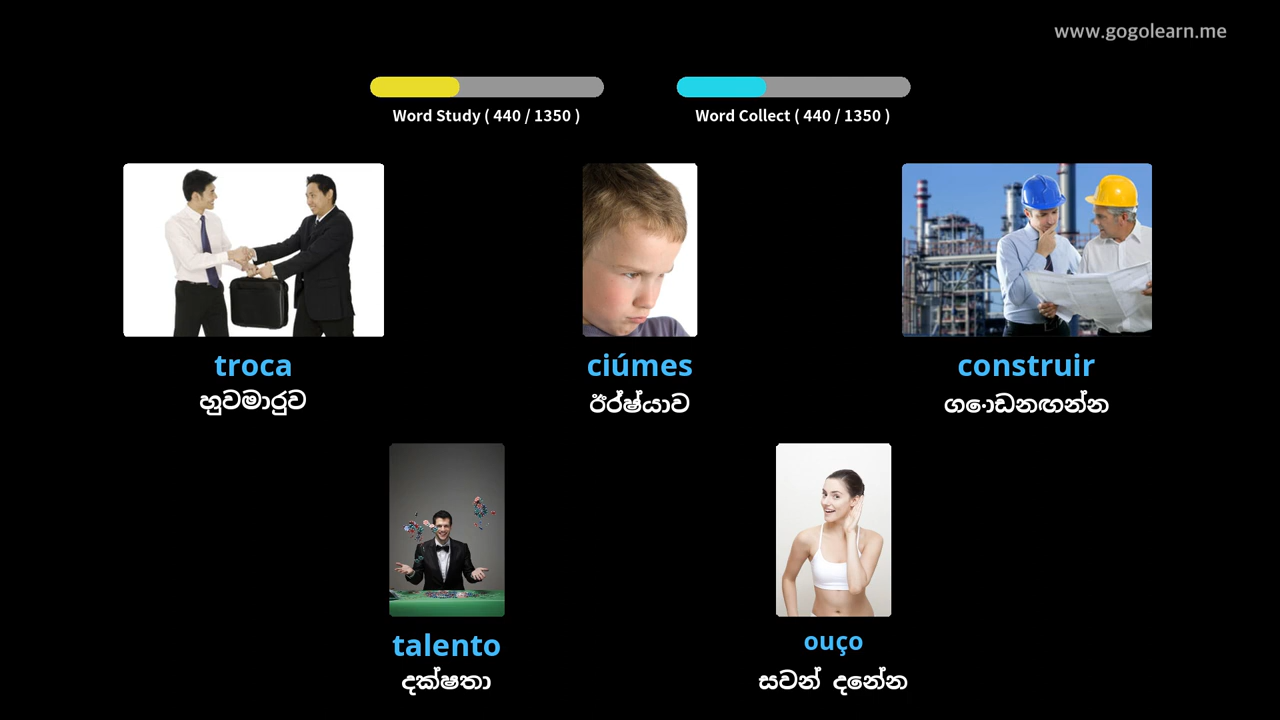 www.gogolearn.me
Word Study ( 440 / 1350 )
Word Collect ( 440 / 1350 )
troca
හුවමාරුව
ciúmes
ඊර්ෂ්යාව
construir
ගොඩනඟන්න
talento
දක්ෂතා
ouço
සවන් දනේන